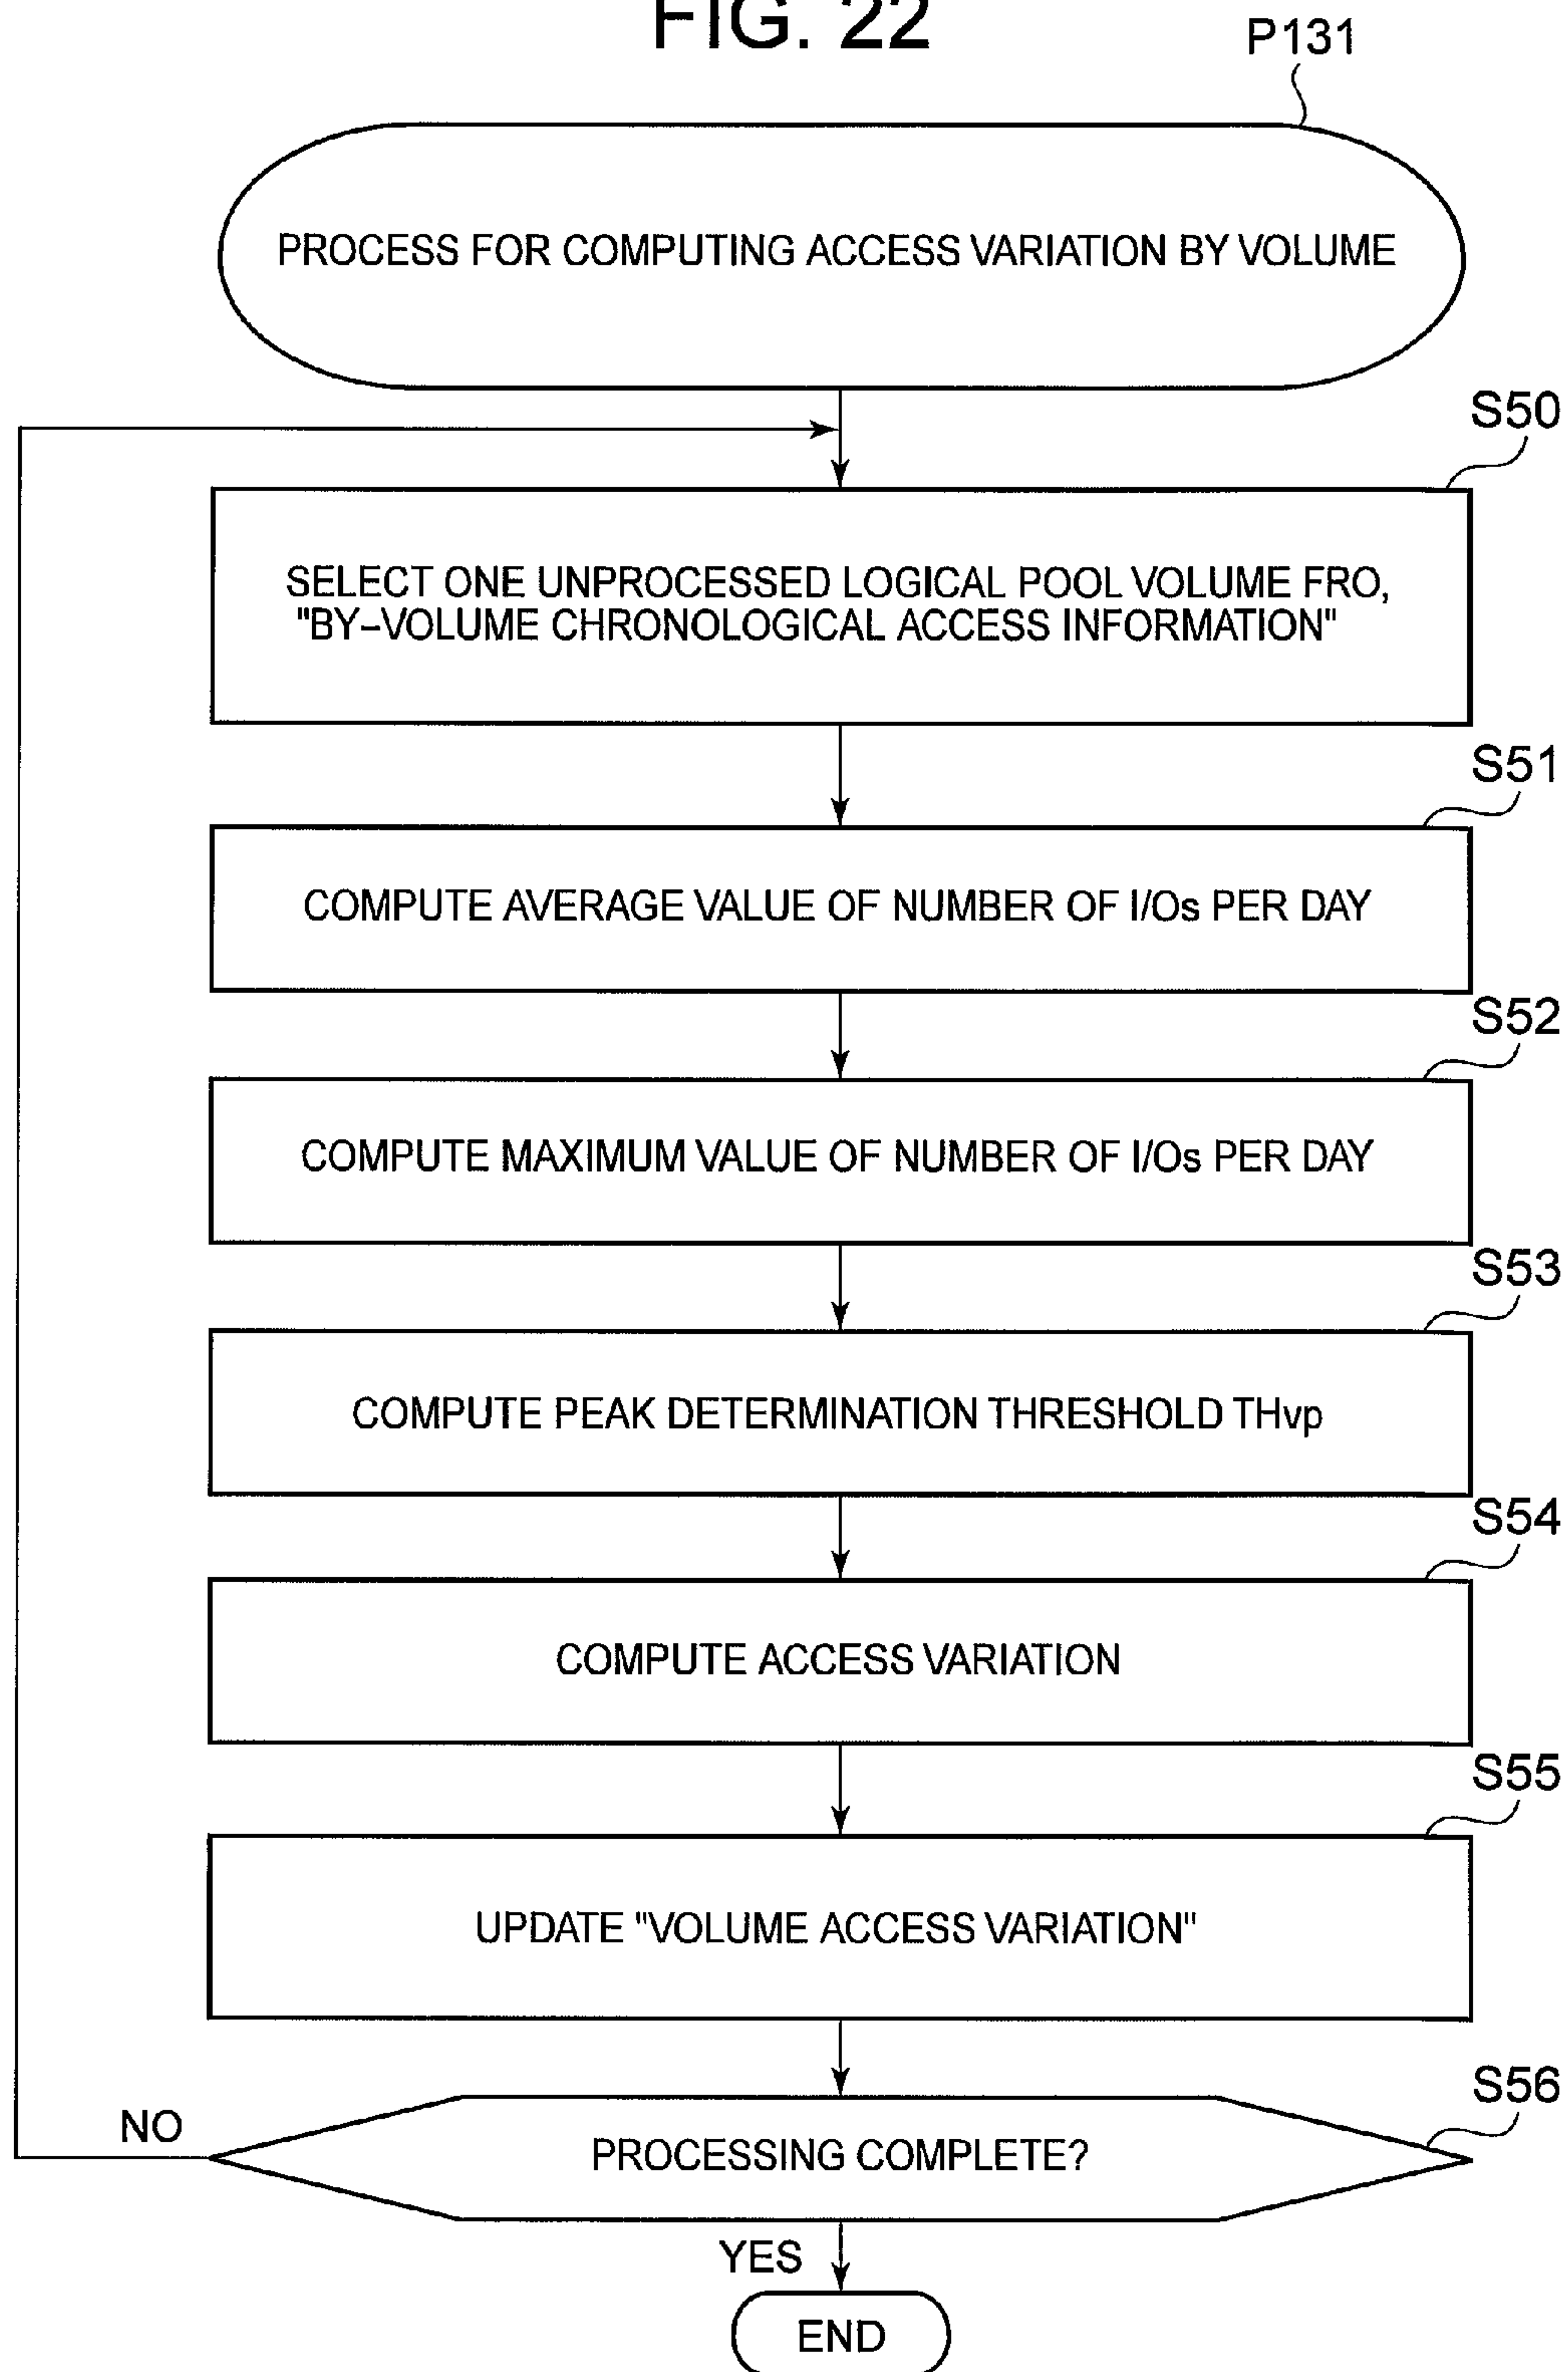 FIG. 22
P131
PROCESS FOR COMPUTING ACCESS VARIATION BY VOLUME
S50
SELECT ONE UNPROCESSED LOGICAL POOL VOLUME FRO,
"BY-VOLUME CHRONOLOGICAL ACCESS INFORMATION"
S51
COMPUTE AVERAGE VALUE OF NUMBER OF I/Os PER DAY
S52
COMPUTE MAXIMUM VALUE OF NUMBER OF I/Os PER DAY
S53
COMPUTE PEAK DETERMINATION THRESHOLD THvp
S54
COMPUTE ACCESS VARIATION
S55
UPDATE "VOLUME ACCESS VARIATION"
S56
NO
PROCESSING COMPLETE?
YES
END